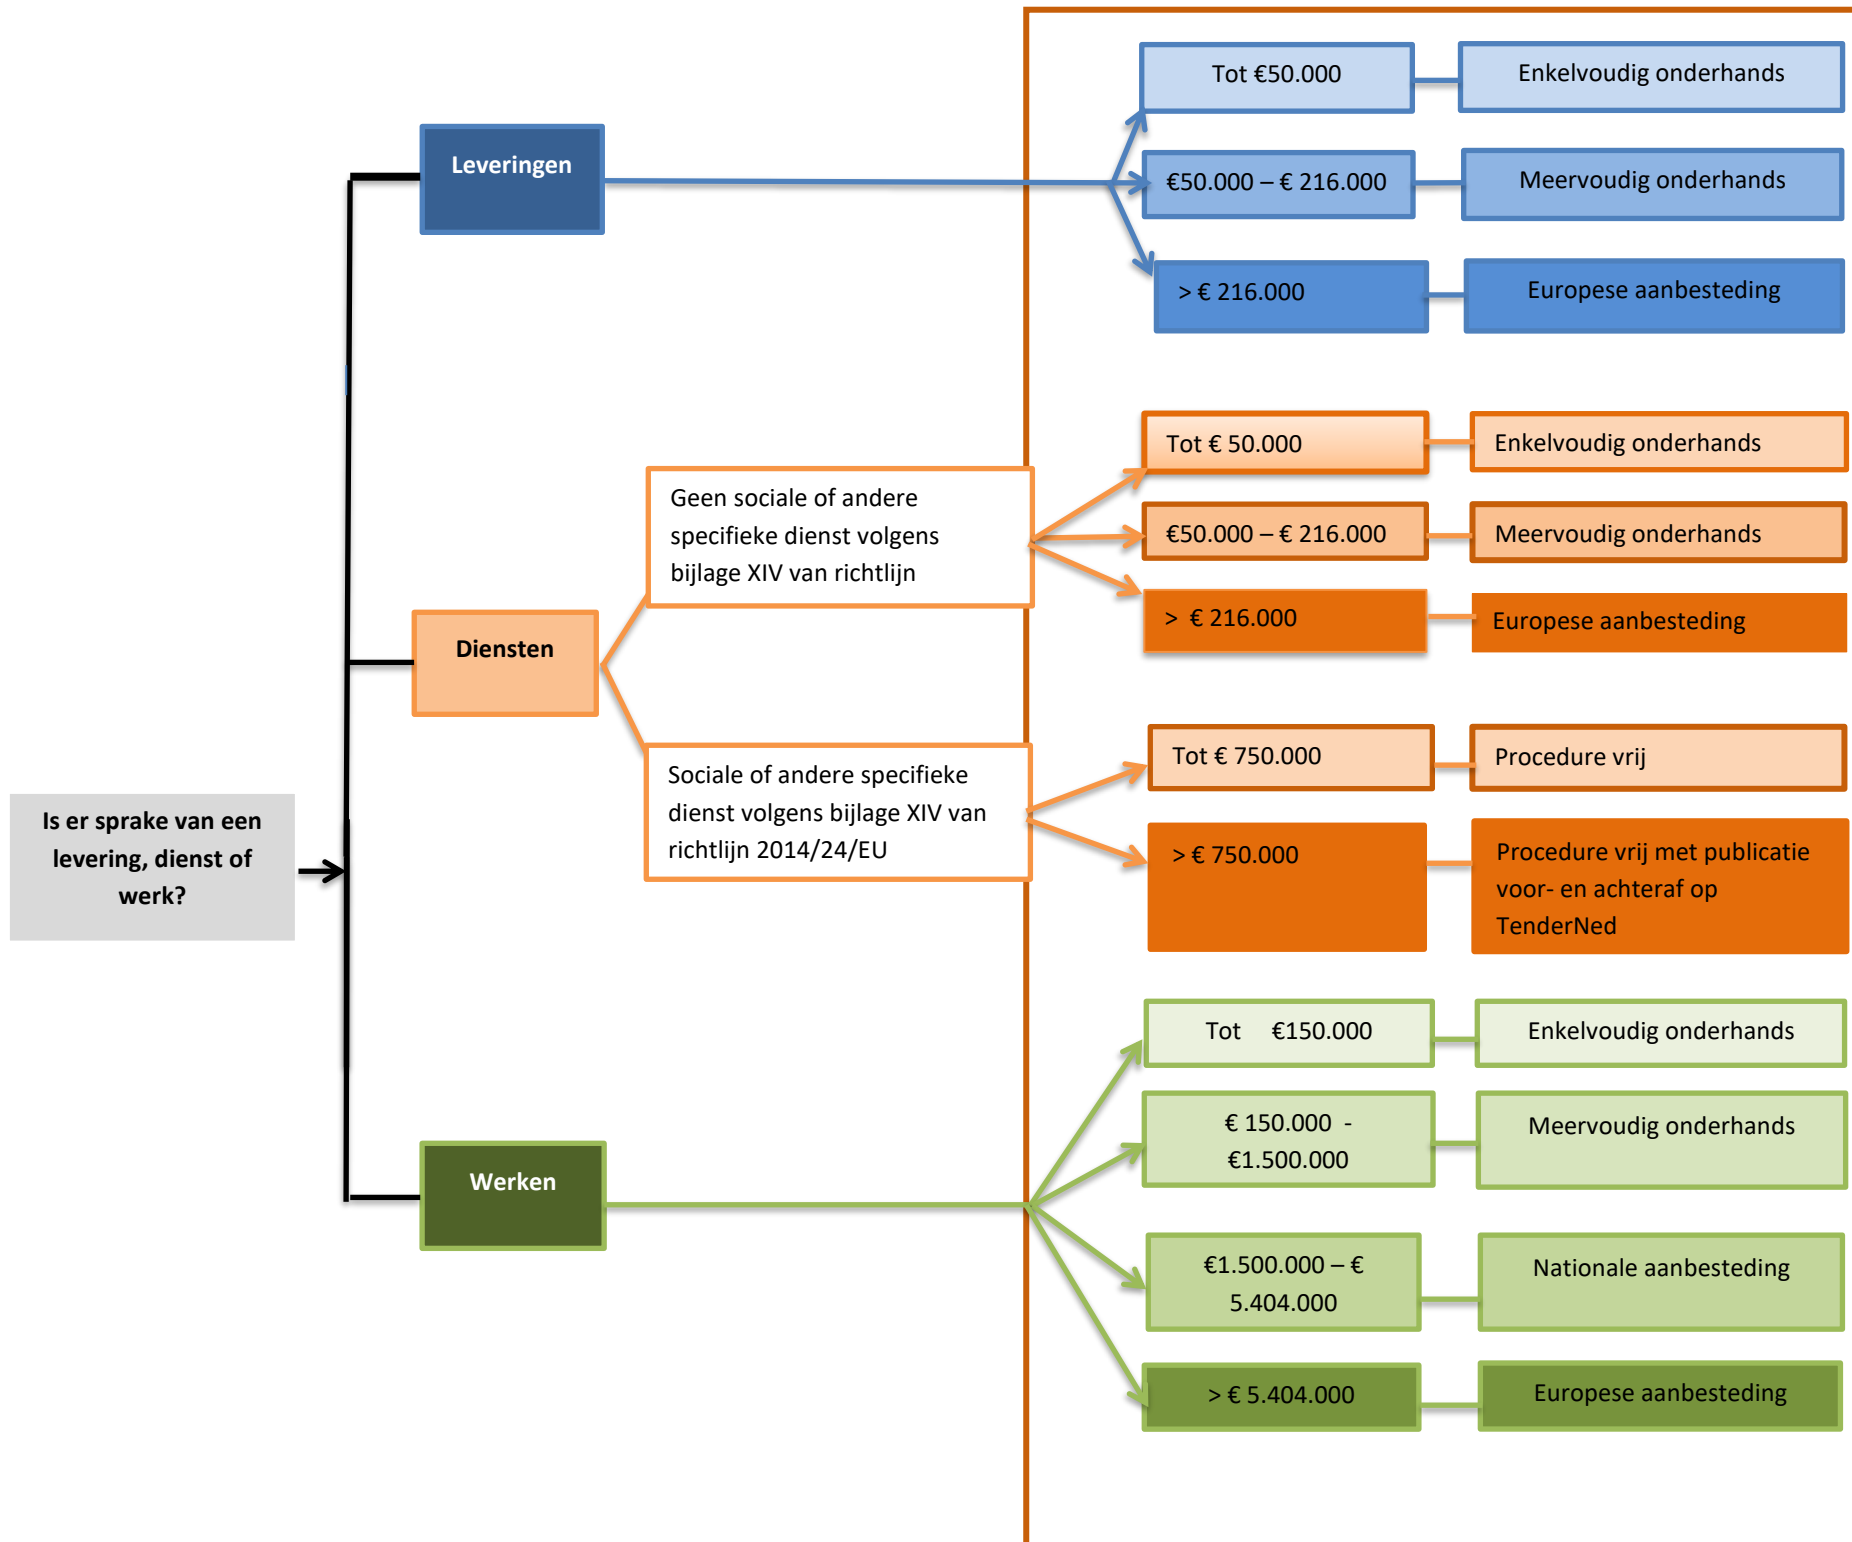 Is er sprake van een
levering, dienst of
werk?
Leveringen
Tot €50.000
Enkelvoudig onderhands
€50.000 – € 216.000
Meervoudig onderhands
> € 216.000
Europese aanbesteding
Diensten
Geen sociale of andere
specifieke dienst volgens
bijlage XIV van richtlijn
Tot € 50.000
Enkelvoudig onderhands
€50.000 – € 216.000
Meervoudig onderhands
> € 216.000
Europese aanbesteding
Sociale of andere specifieke
dienst volgens bijlage XIV van
richtlijn 2014/24/EU
Tot € 750.000
Procedure vrij
> € 750.000
Procedure vrij met publicatie
voor- en achteraf op
TenderNed
Werken
Tot €150.000
Enkelvoudig onderhands
€ 150.000 -
€1.500.000
Meervoudig onderhands
€1.500.000 – €
5.404.000
Nationale aanbesteding
> € 5.404.000
Europese aanbesteding